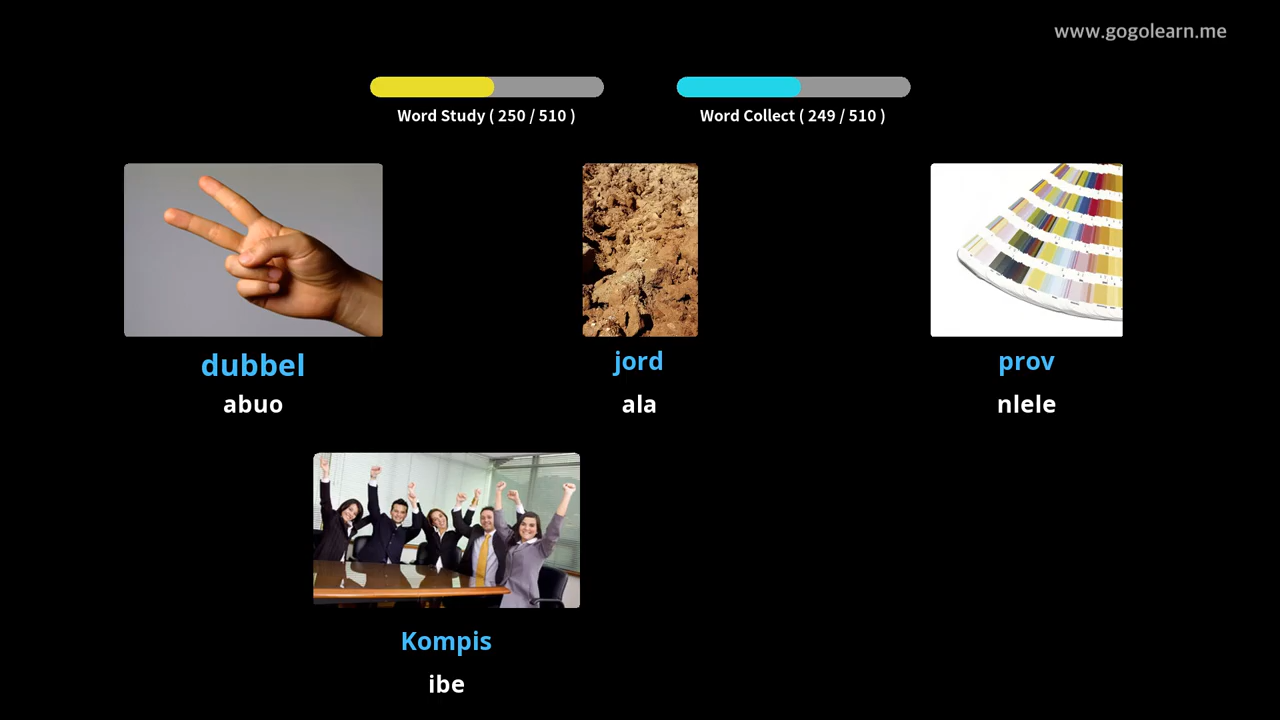 www.gogolearn.me
Word Study ( 250 / 510 )
Word Collect ( 249 / 510 )
dubbel
abuo
jord
ala
prov
nlele
Kompis
ibe